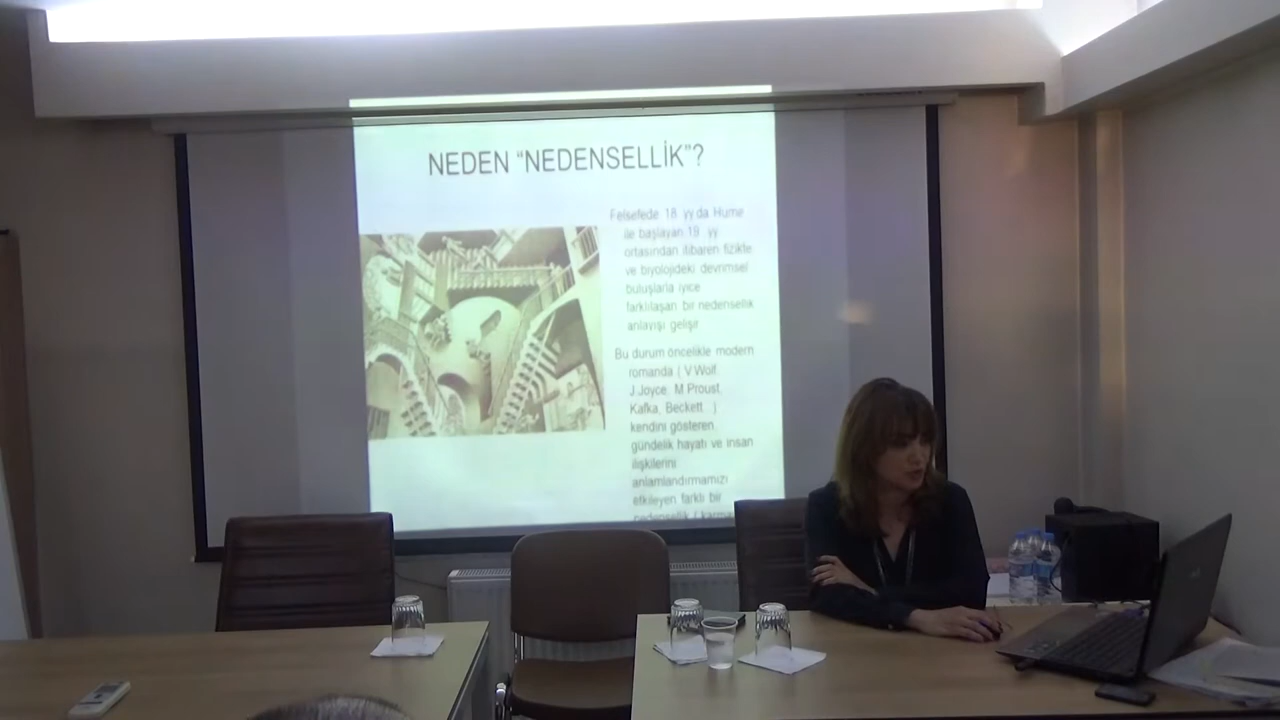 NEDEN "NEDENSELLİK"?
Felsefede 18 yy da Hume
ile başlayan 19 yy
ortasından itibaren fizikte
ve biyolojideki devrimsel
buluşlarla iyice
farklılaşan bir nedensellik
anlayışı gelişir
Bu durum öncelikle modern
romanda ( V.Wolf,
J.Joyce, M.Proust,
Kafka, Beckett...)
kendini gösteren,
gündelik hayatı ve insan
ilişkilerini
anlamlandırmamızı
etkileyen farklı bir
nedensellik ( karma